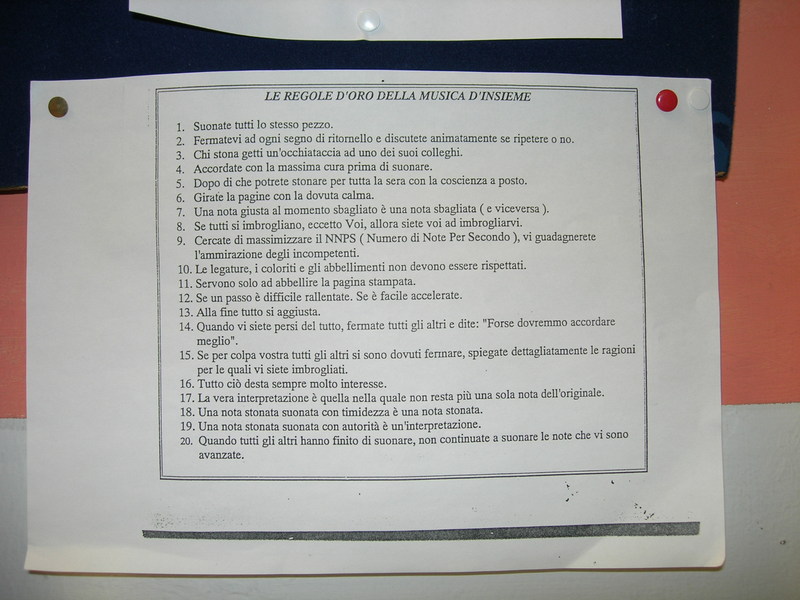 LE REGOLE D'ORO DELLA MUSICA D'INSIEME
1. Suonate tutti lo stesso pezzo.
2. Fermatevi ad ogni segno di ritornello e discutete animatamente se ripetere o no.
3. Chi stona getti un'occhiataccia ad uno dei suoi colleghi.
4. Accordate con la massima cura prima di suonare.
5. Dopo di che potrete stonare per tutta la sera con la coscienza a posto.
6. Girate la pagine con la dovuta calma.
7. Una nota giusta al momento sbagliato è una nota sbagliata ( e viceversa ).
8. Se tutti si imbrogliano, eccetto Voi, allora siete voi ad imbrogliarvi.
9. Cercate di massimizzare il NNPS ( Numero di Note Per Secondo ), vi guadagnerete
l'ammirazione degli incompetenti.
10. Le legature, i coloriti e gli abbellimenti non devono essere rispettati.
11. Servono solo ad abbellire la pagina stampata.
12. Se un passo è difficile rallentate. Se è facile accelerate.
13. Alla fine tutto si aggiusta.
14. Quando vi siete persi del tutto, fermate tutti gli altri e dite: "Forse dovremmo accordare
meglio".
15. Se per colpa vostra tutti gli altri si sono dovuti fermare, spiegate dettagliatamente le ragioni
per le quali vi siete imbrogliati.
16. Tutto ciò desta sempre molto interesse.
17. La vera interpretazione è quella nella quale non resta più una sola nota dell'originale.
18. Una nota stonata suonata con timidezza è una nota stonata.
19. Una nota stonata suonata con autorità è un'interpretazione.
20. Quando tutti gli altri hanno finito di suonare, non continuate a suonare le note che vi sono
avanzate.